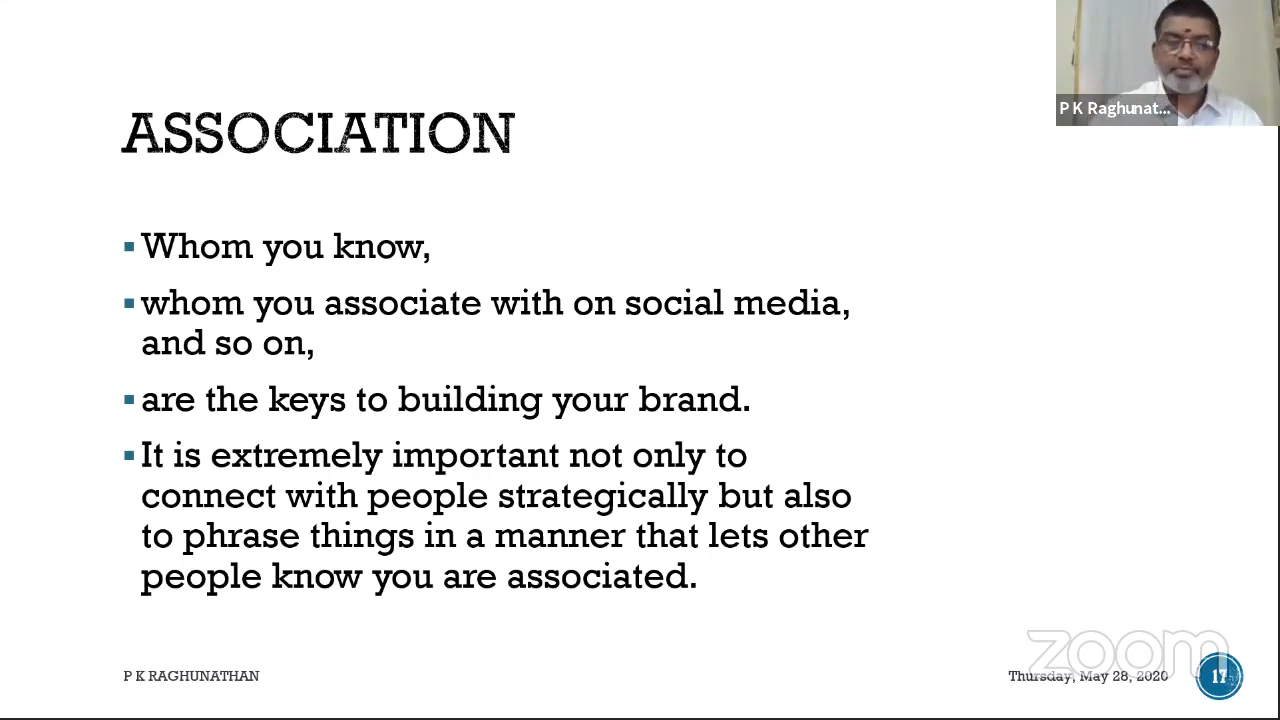 P K Raghunat...
ASSOCIATION
▪ Whom you know,
▪ whom you associate with on social media,
and so on,
▪ are the keys to building your brand.
▪ It is extremely important not only to
connect with people strategically but also
to phrase things in a manner that lets other
people know you are associated.
zoom
P K RAGHUNATHAN
Thursday, May 28, 2020
17